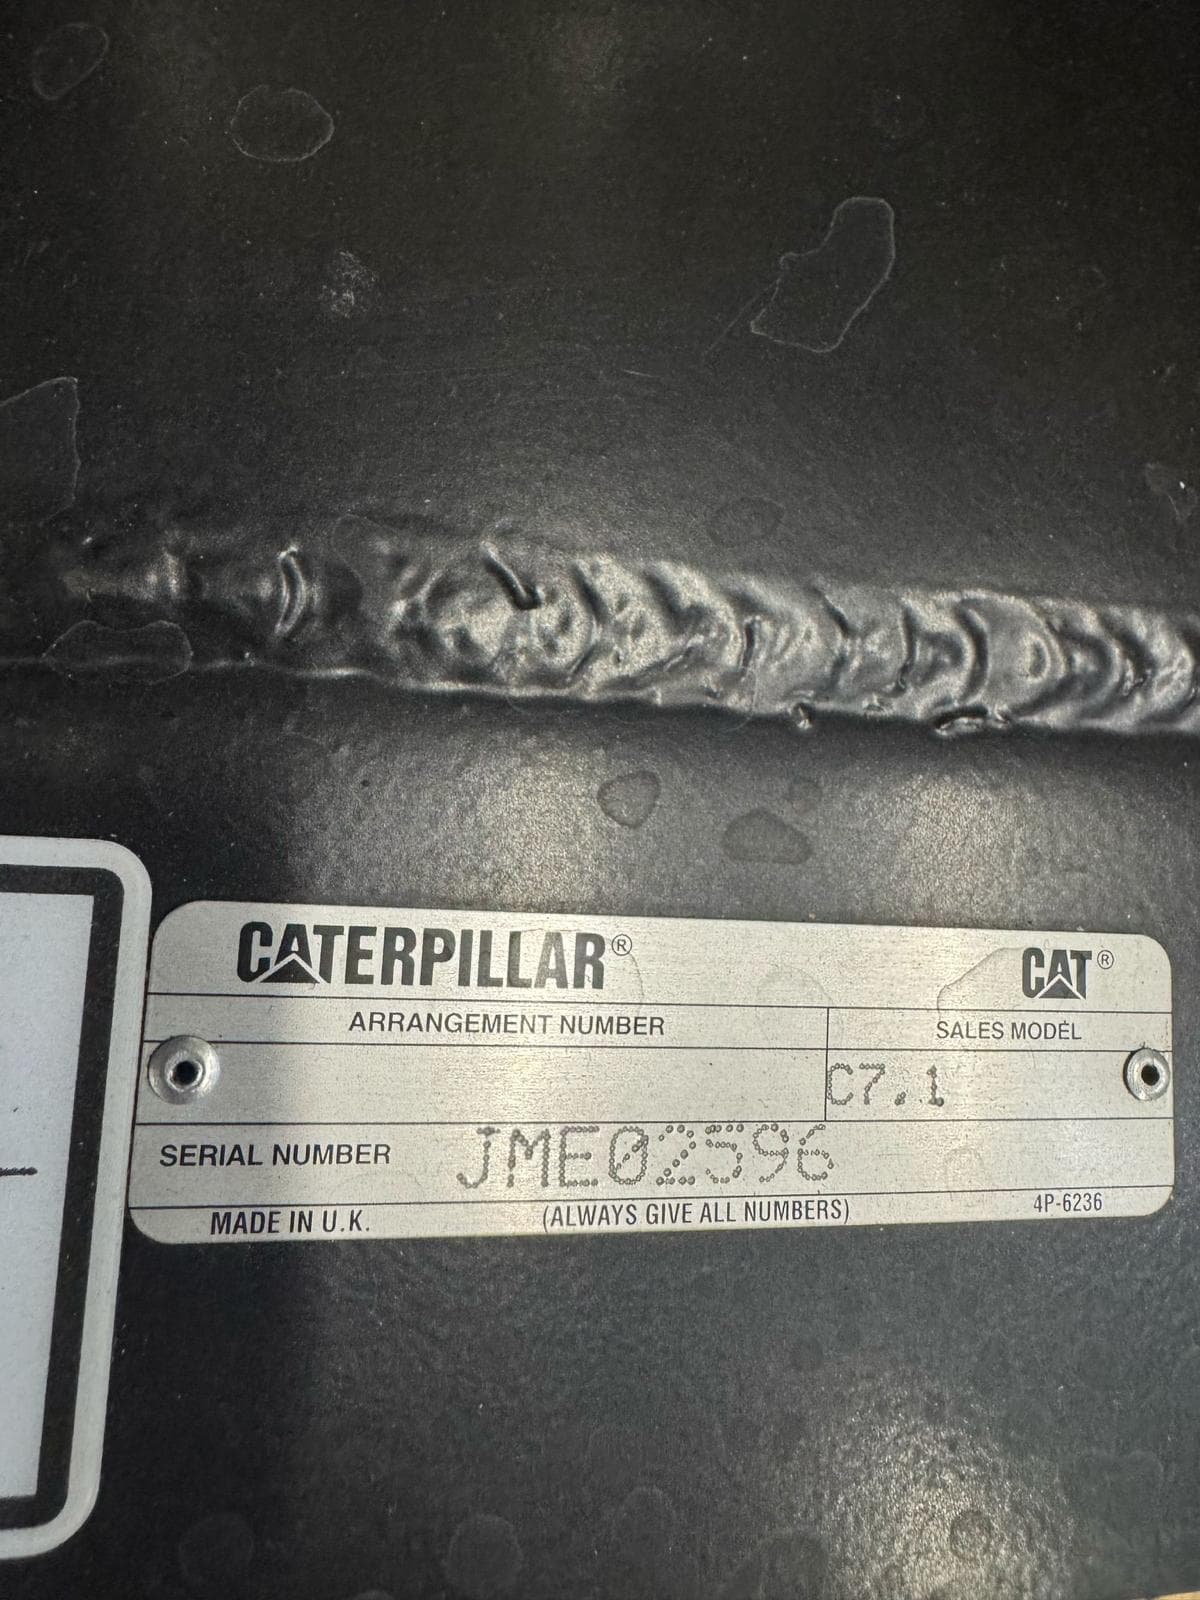 CATERPILLAR®
CAT®
ARRANGEMENT NUMBER
SALES MODEL
C7.1
SERIAL NUMBER JME02596
MADE IN U.K. (ALWAYS GIVE ALL NUMBERS) 4P-6236